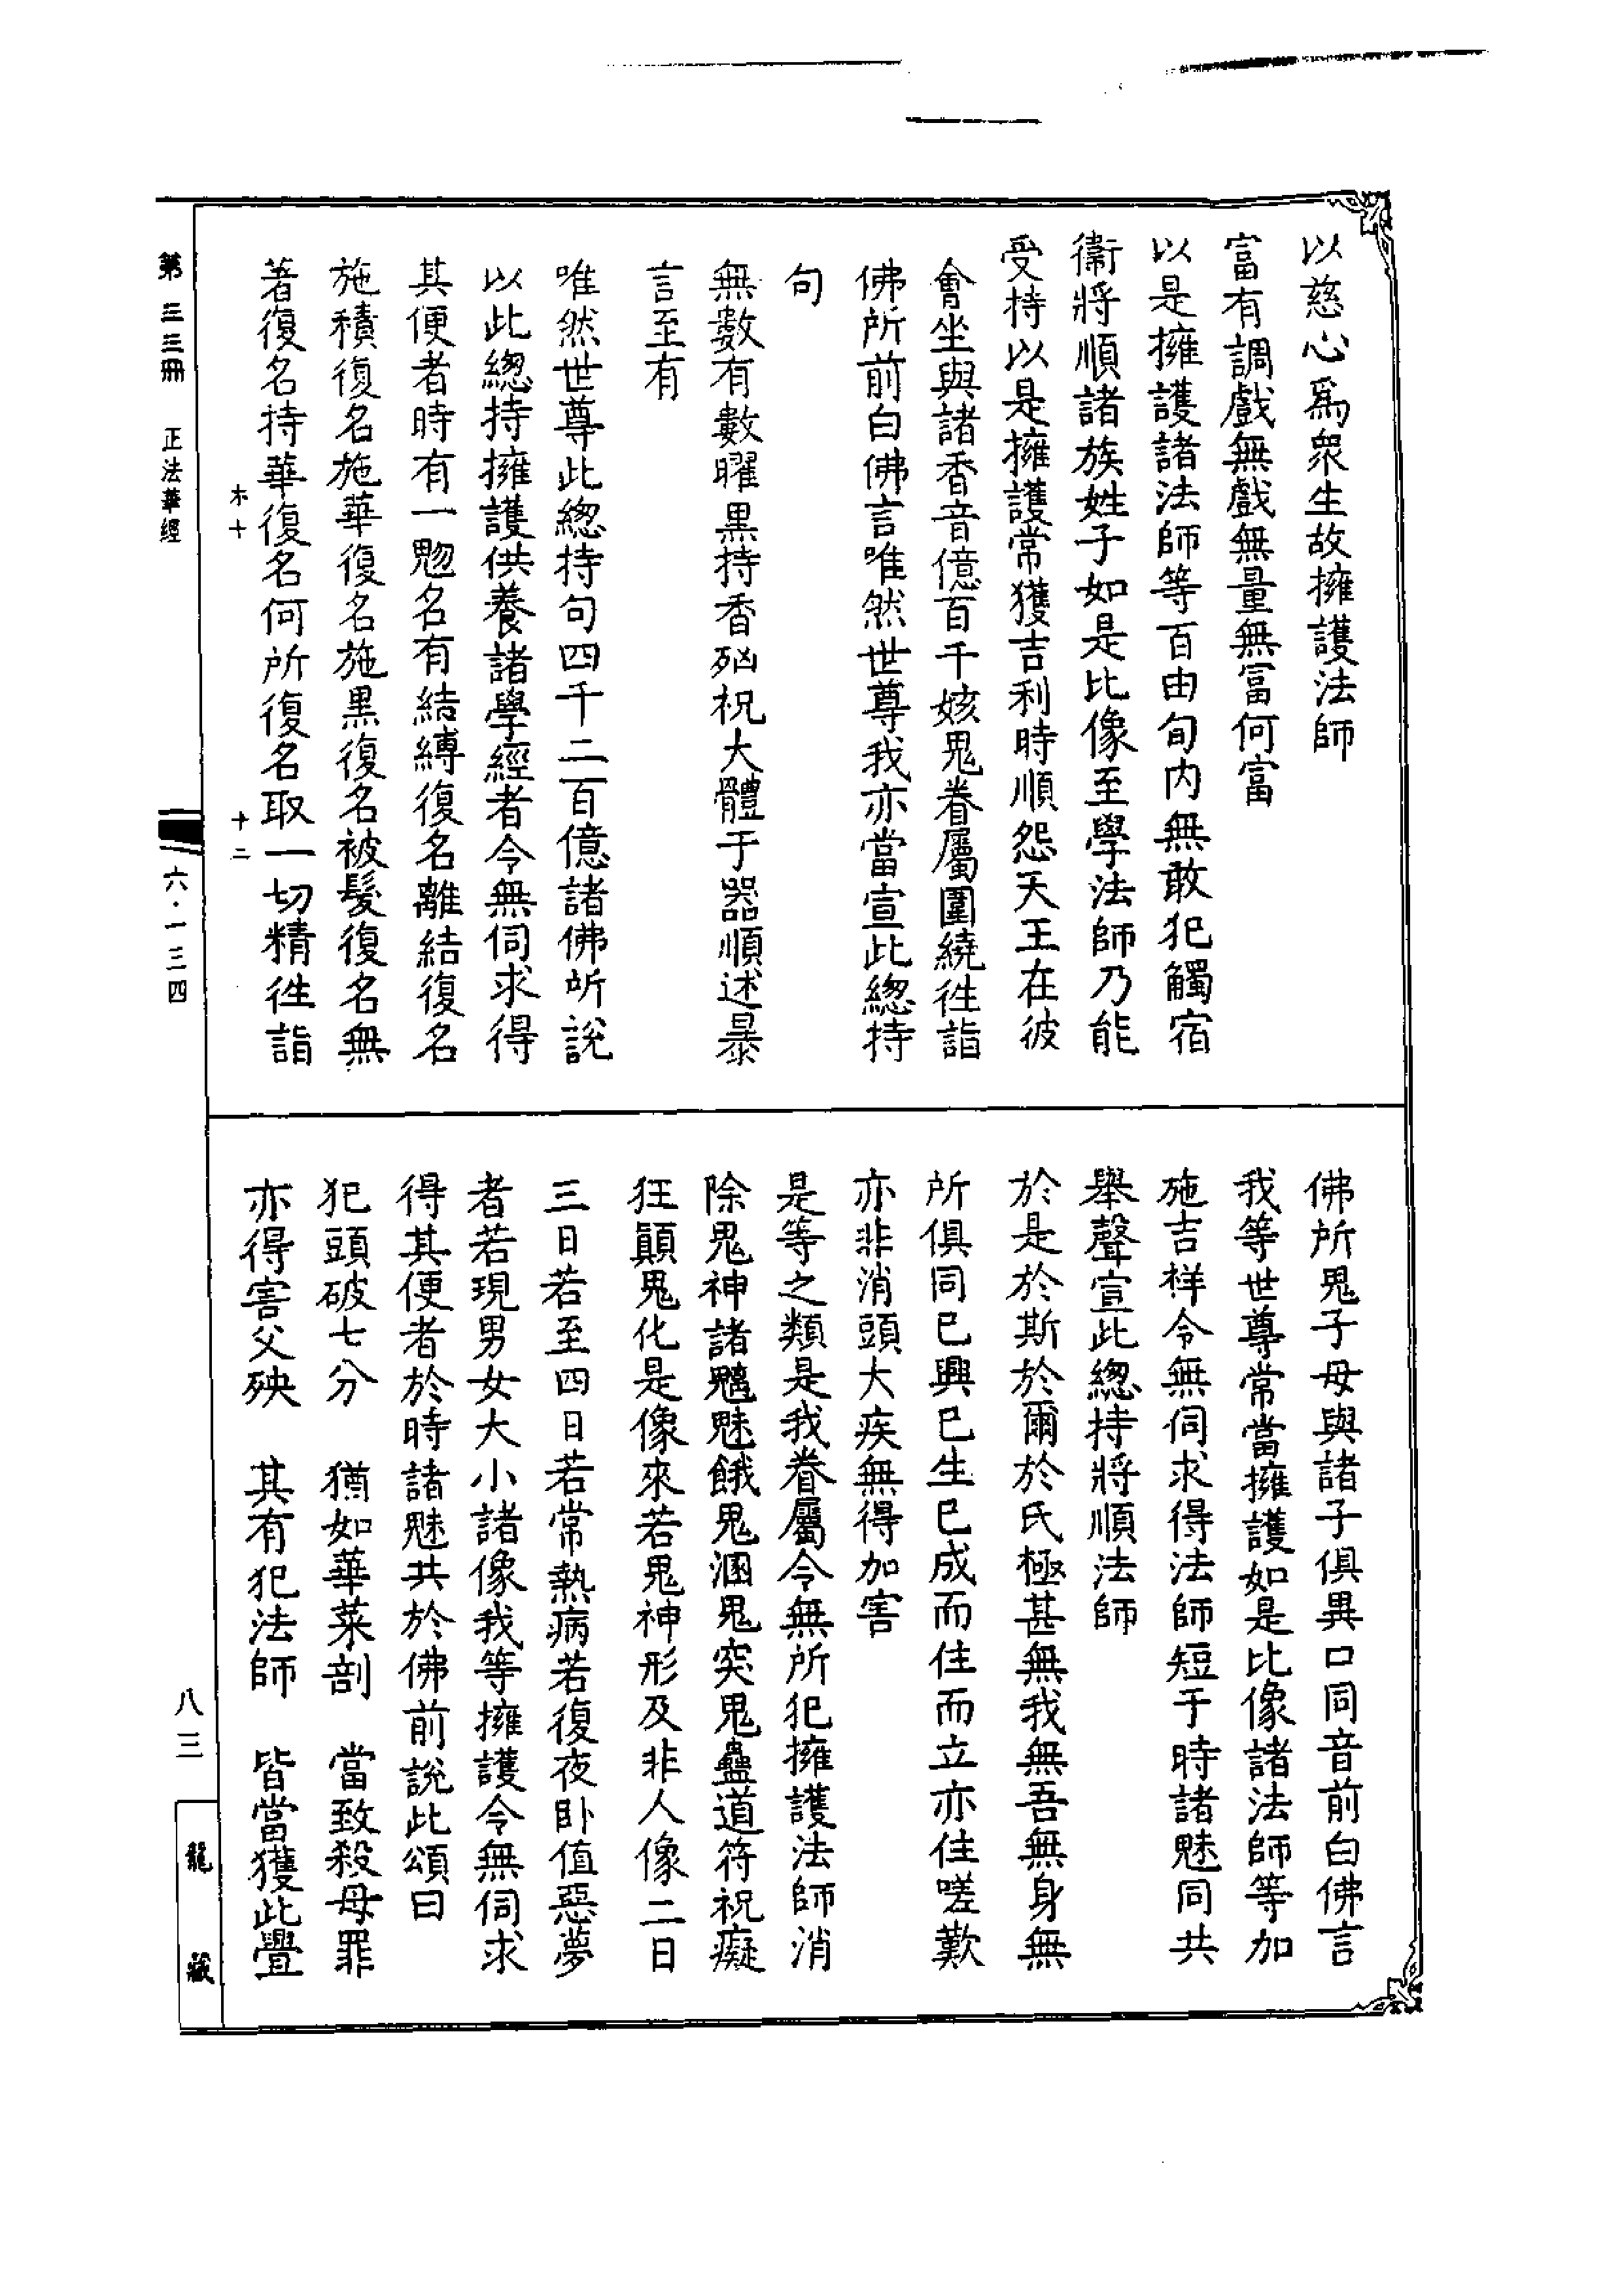 以慈心爲衆生故擁護法師
富有調戲無戲無量無富何富
以是擁護諸法師等百由旬内無敢犯觸宿
衞將順諸族姓子如是比像至學法師乃能
受持以是擁護常獲吉利時順怨天王在彼
會坐與諸香音億百千姟鬼眷屬圍繞徃詣
佛所前白佛言唯然世尊我亦當宣此緫持
句
無數有數曜黒持香㐫祝大體于器順述暴
言至有
唯然世尊此緫持句四千二百億諸佛所説
以此緫持擁護供養諸學經者令無伺求得
其便者時有一魅名有結縛復名離結復名
施積復名施華復名施黒復名被髮復名無
著復名持華復名何所復名取一切精徃詣
佛所鬼子母與諸子俱異口同音前白佛言
我等世尊常當擁護如是比像諸法師等加
施吉祥令無伺求得法師短于時諸魅同共
舉聲宣此緫持將順法師
於是於斯於爾於氏極甚無我無吾無身無
所俱同已興已生已成而住而立亦住嗟歎
亦非消頭大疾無得加害
是等之類是我眷屬令無所犯擁護法師消
除鬼神諸魑魅餓鬼溷鬼突鬼蠱道符祝癡
狂顛鬼化是像來若鬼神形及非人像二日
三日若至四日若常熱病若復夜卧值惡夢
者若現男女大小諸像我等擁護令無伺求
得其便者於時諸魅共於佛前説此頌曰
犯頭破七分　猶如華菜剖　當致殺母罪
亦得害父殃　其有犯法師　皆當獲此釁
第三三冊　正法華經
木十　十二
六·一三四
八三
龍藏